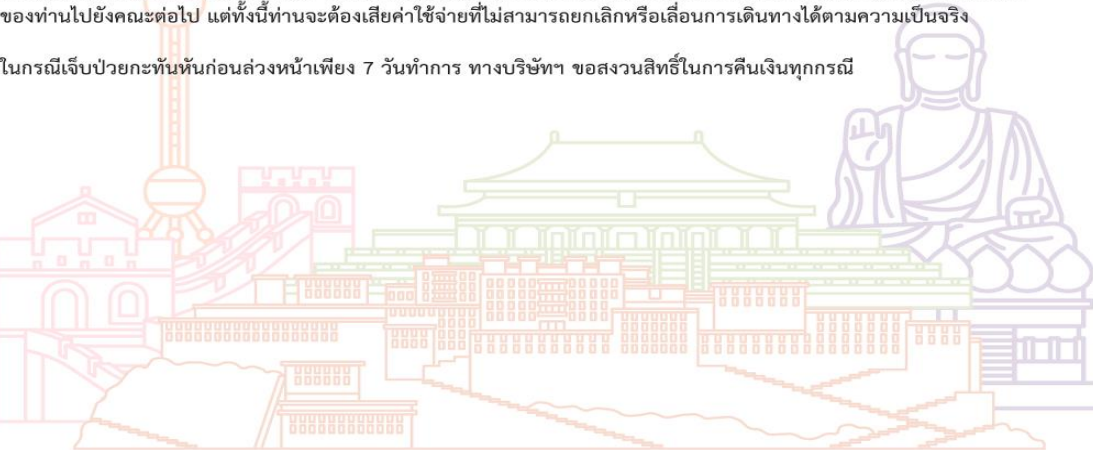 ของท่านไปยังคณะต่อไป แต่ทั้งนี้ท่านจะต้องเสียค่าใช้จ่ายที่ไม่สามารถยกเลิกหรือเลื่อนการเดินทางได้ตามความเป็นจริง
ในกรณีเจ็บป่วยกะทันหันก่อนล่วงหน้าเพียง 7 วันทำการ ทางบริษัทฯ ขอสงวนสิทธิ์ในการคืนเงินทุกกรณี